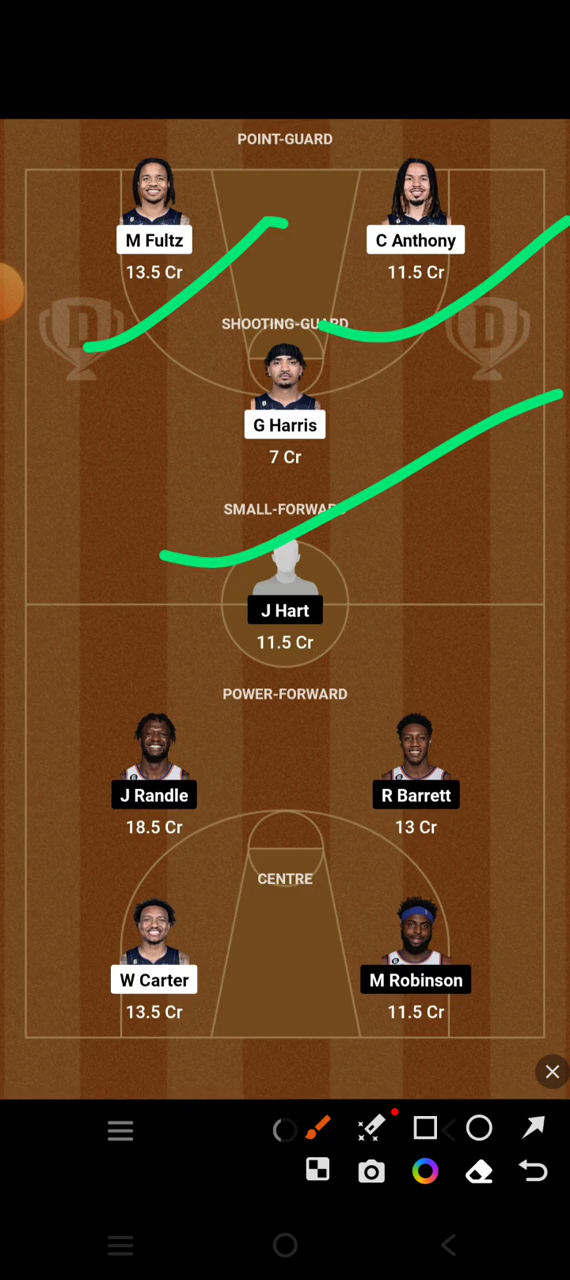 POINT-GUARD
M Fultz
C Anthony
13.5 Cr
11.5 Cr
SHOOTING-GUARD
G Harris
7 Cr
SMALL-FORWARD
J Hart
11.5 Cr
POWER-FORWARD
J Randle
R Barrett
18.5 Cr
13 Cr
CENTRE
W Carter
M Robinson
13.5 Cr
11.5 Cr